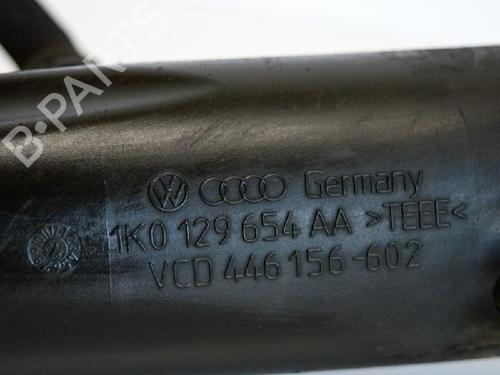 B-PARTS
Germany
1K0 129 654 AA >TEEE<
VCD 446 156-602